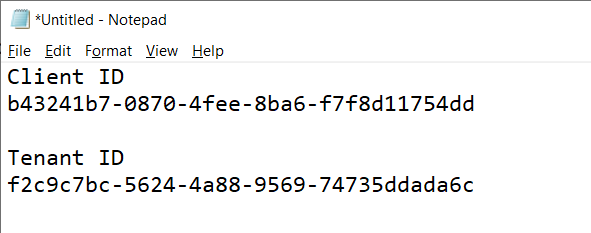 *Untitled - Notepad
File Edit Format View Help
Client ID
b43241b7-0870-4fee-8ba6-f7f8d11754dd
Tenant ID
f2c9c7bc-5624-4a88-9569-74735ddada6c